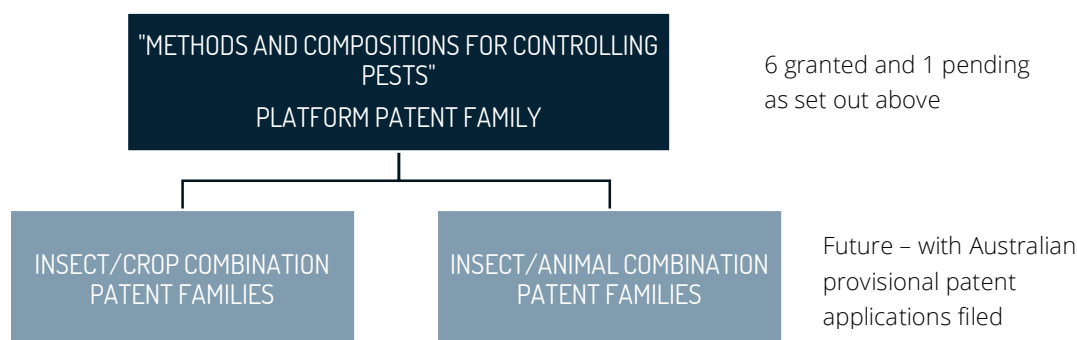 "METHODS AND COMPOSITIONS FOR CONTROLLING
PESTS"
PLATFORM PATENT FAMILY
6 granted and 1 pending
as set out above
INSECT/CROP COMBINATION
PATENT FAMILIES
INSECT/ANIMAL COMBINATION
PATENT FAMILIES
Future – with Australian
provisional patent
applications filed